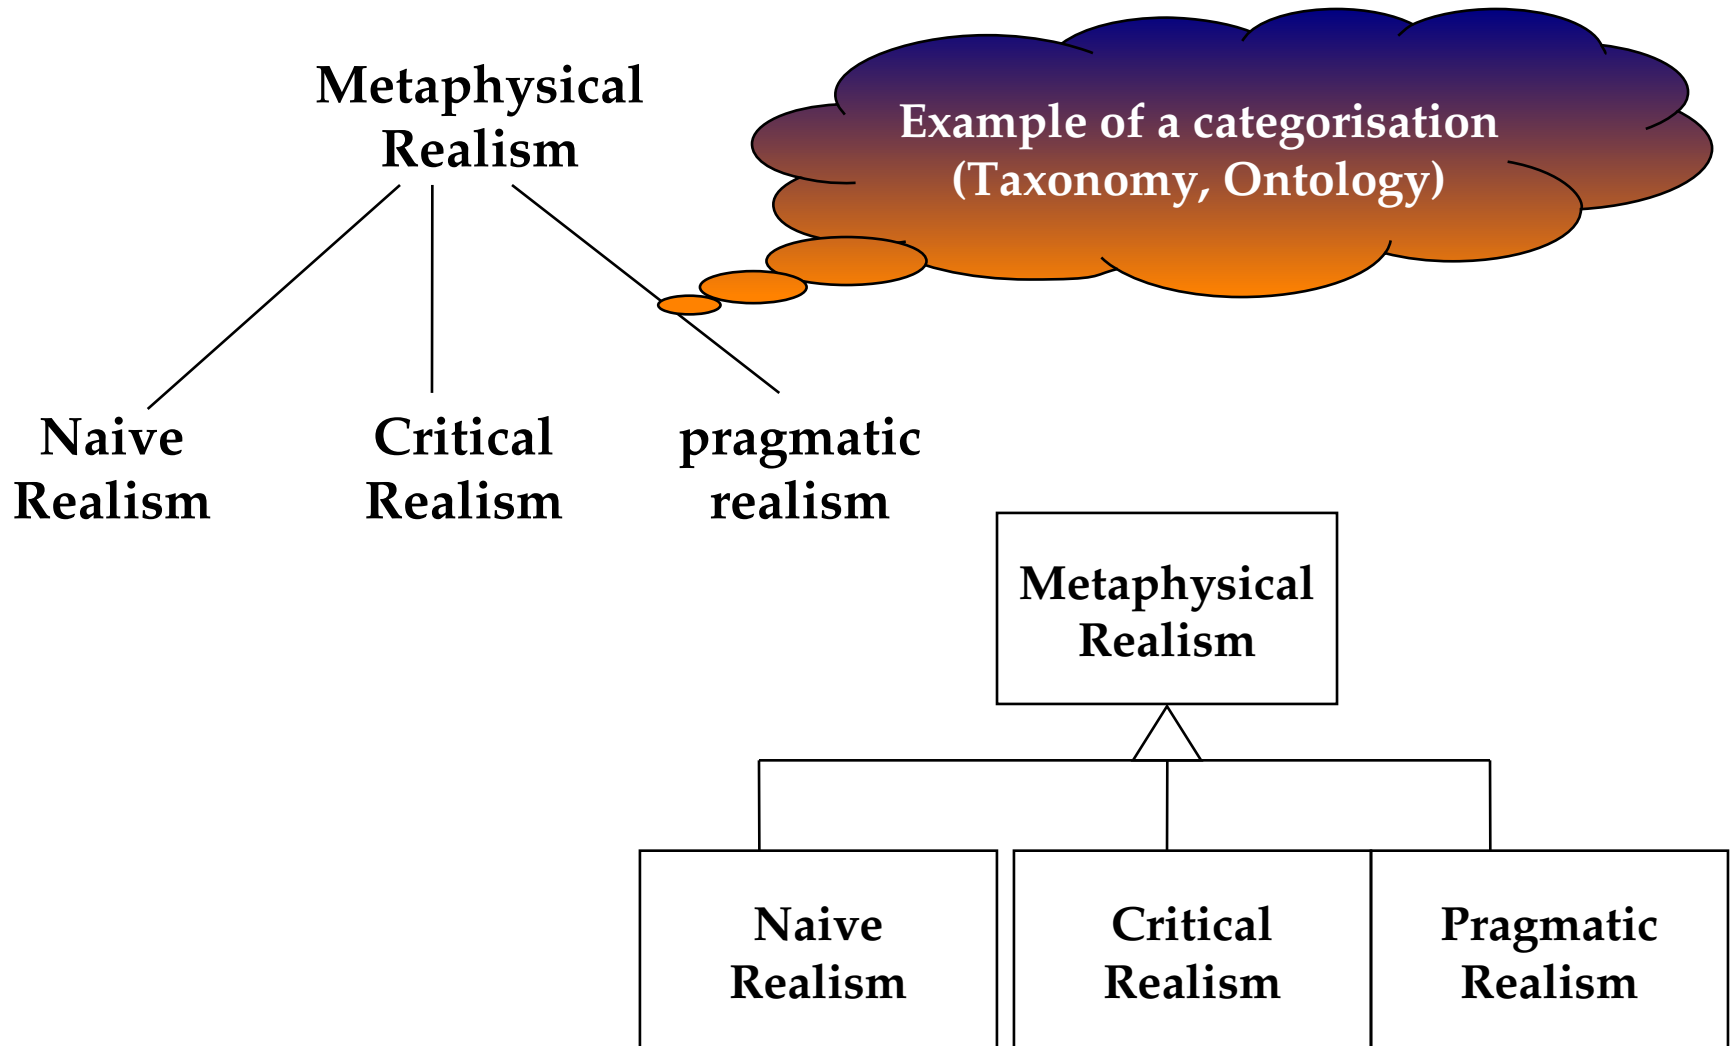 Metaphysical
Realism
Example of a categorisation
(Taxonomy, Ontology)
Naive
Realism
Critical
Realism
pragmatic
realism
Metaphysical
Realism
Naive
Realism
Critical
Realism
Pragmatic
Realism